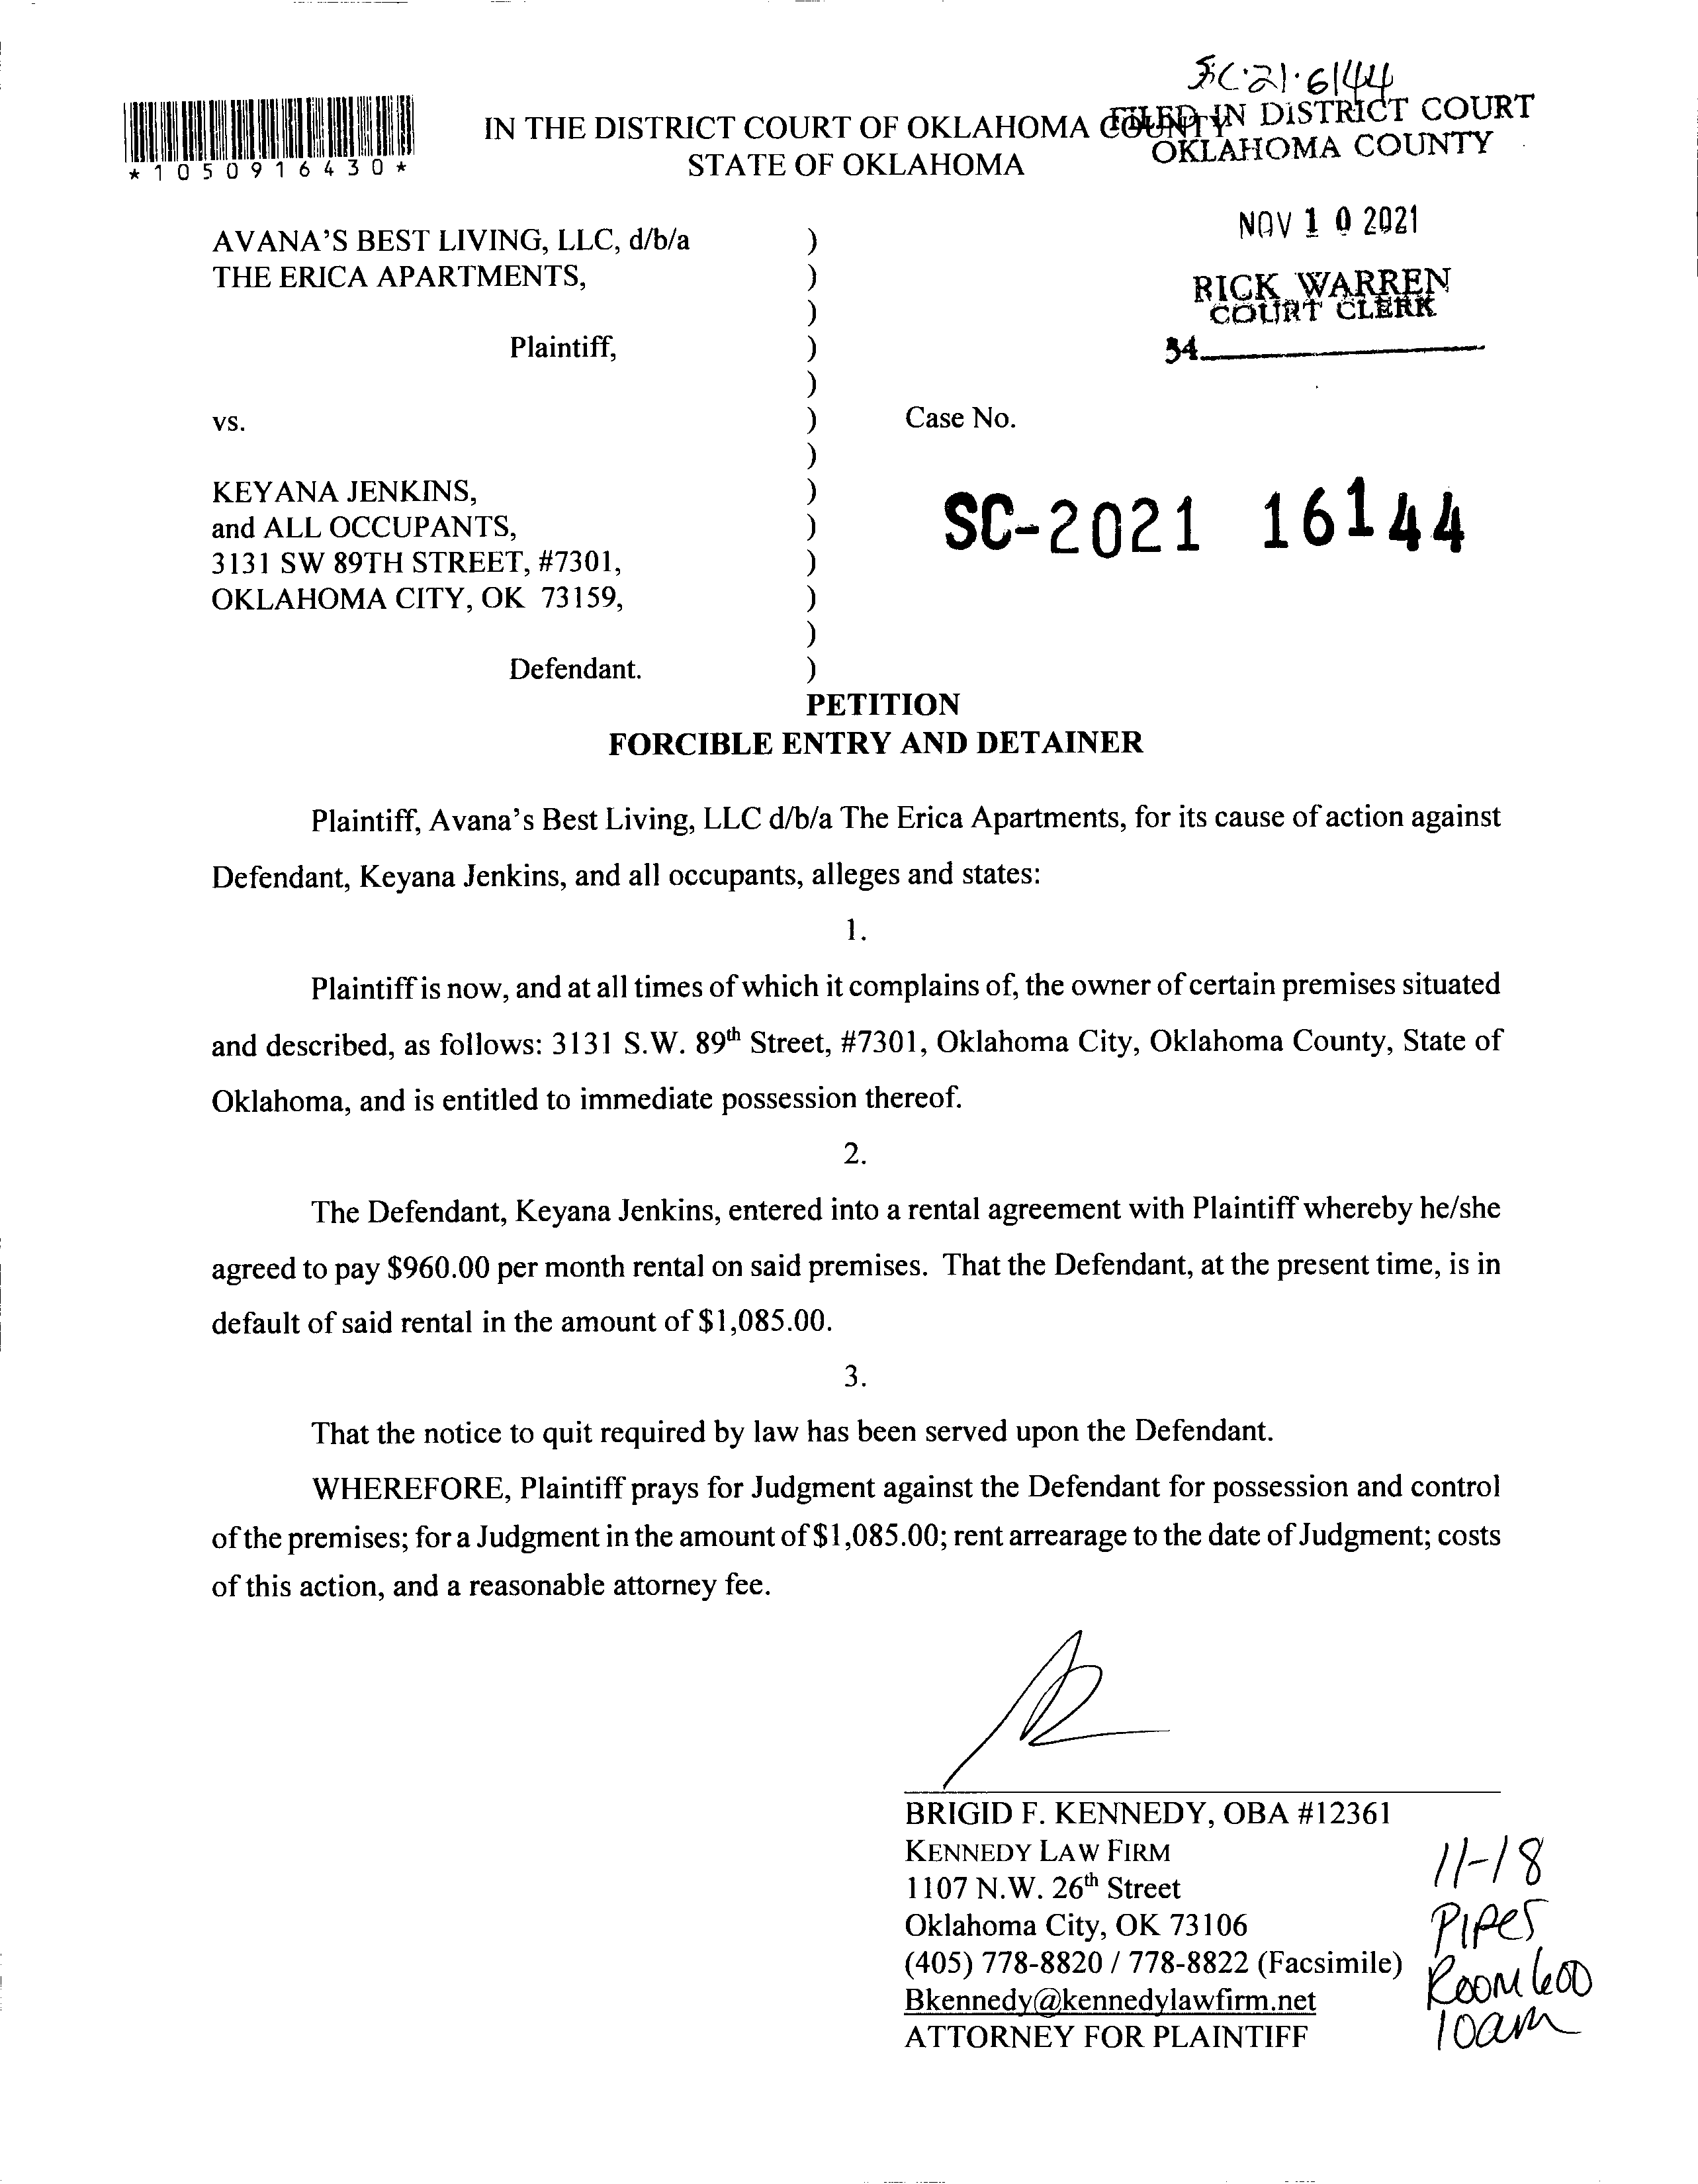 SC·21·6144
FILED IN DISTRICT COURT
OKLAHOMA COUNTY
*1050916430*
IN THE DISTRICT COURT OF OKLAHOMA COUNTY
STATE OF OKLAHOMA
NOV 10 2021
RICK WARREN
COURT CLERK
34
AVANA'S BEST LIVING, LLC, d/b/a )
THE ERICA APARTMENTS, )
)
Plaintiff, )
)
vs. ) Case No.
)
KEYANA JENKINS, )
and ALL OCCUPANTS, )
3131 SW 89TH STREET, #7301, )
OKLAHOMA CITY, OK 73159, )
)
Defendant. )
SC-2021 16144
PETITION
FORCIBLE ENTRY AND DETAINER
Plaintiff, Avana's Best Living, LLC d/b/a The Erica Apartments, for its cause of action against
Defendant, Keyana Jenkins, and all occupants, alleges and states:
1.
Plaintiff is now, and at all times of which it complains of, the owner of certain premises situated
and described, as follows: 3131 S.W. 89th Street, #7301, Oklahoma City, Oklahoma County, State of
Oklahoma, and is entitled to immediate possession thereof.
2.
The Defendant, Keyana Jenkins, entered into a rental agreement with Plaintiff whereby he/she
agreed to pay $960.00 per month rental on said premises. That the Defendant, at the present time, is in
default of said rental in the amount of $1,085.00.
3.
That the notice to quit required by law has been served upon the Defendant.
WHEREFORE, Plaintiff prays for Judgment against the Defendant for possession and control
of the premises; for a Judgment in the amount of $1,085.00; rent arrearage to the date of Judgment; costs
of this action, and a reasonable attorney fee.
BRIGID F. KENNEDY, OBA #12361
KENNEDY LAW FIRM
1107 N.W. 26th Street
Oklahoma City, OK 73106
(405) 778-8820 / 778-8822 (Facsimile)
Bkennedy@kennedylawfirm.net
ATTORNEY FOR PLAINTIFF
11-18
PIPES
ROOM 600
10am